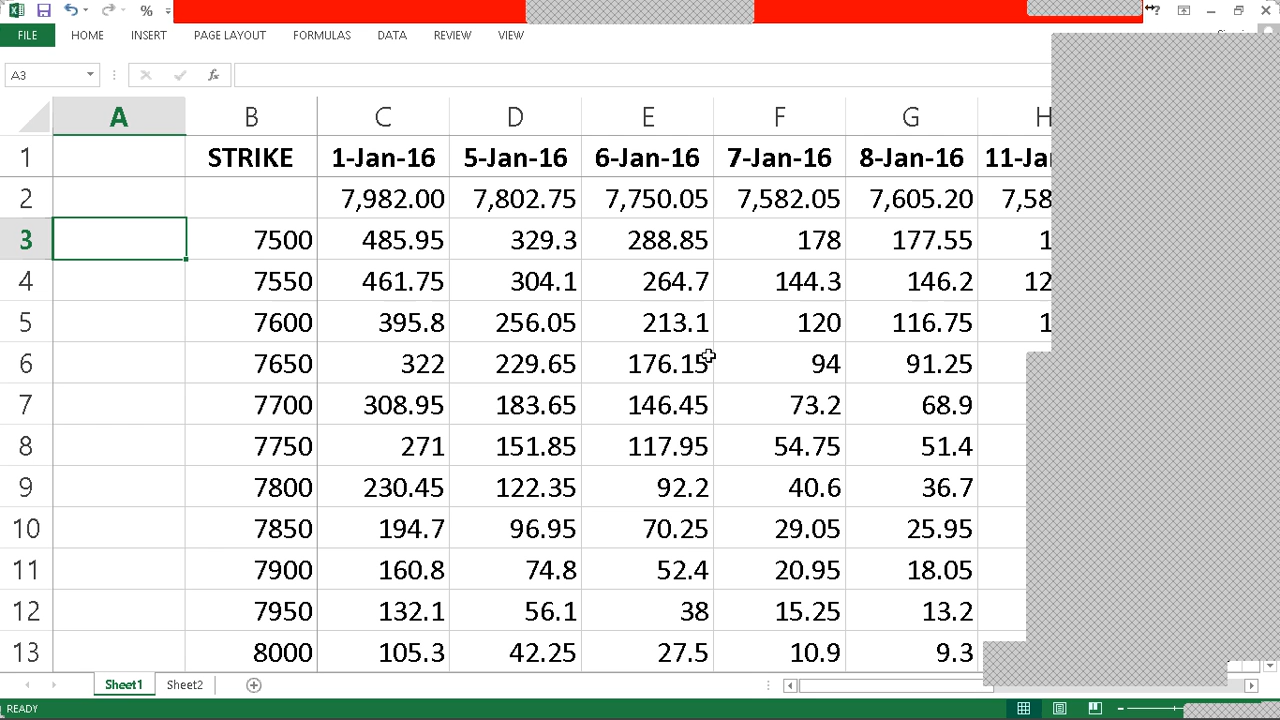 %
FILE HOME INSERT PAGE LAYOUT FORMULAS DATA REVIEW VIEW
A3
A B C D E F G H
1 STRIKE 1-Jan-16 5-Jan-16 6-Jan-16 7-Jan-16 8-Jan-16
2 7,982.00 7,802.75 7,750.05 7,582.05 7,605.20
3 7500 485.95 329.3 288.85 178 177.55
4 7550 461.75 304.1 264.7 144.3 146.2
5 7600 395.8 256.05 213.1 120 116.75
6 7650 322 229.65 176.15 94 91.25
7 7700 308.95 183.65 146.45 73.2 68.9
8 7750 271 151.85 117.95 54.75 51.4
9 7800 230.45 122.35 92.2 40.6 36.7
10 7850 194.7 96.95 70.25 29.05 25.95
11 7900 160.8 74.8 52.4 20.95 18.05
12 7950 132.1 56.1 38 15.25 13.2
13 8000 105.3 42.25 27.5 10.9 9.3
Sheet1 Sheet2
READY